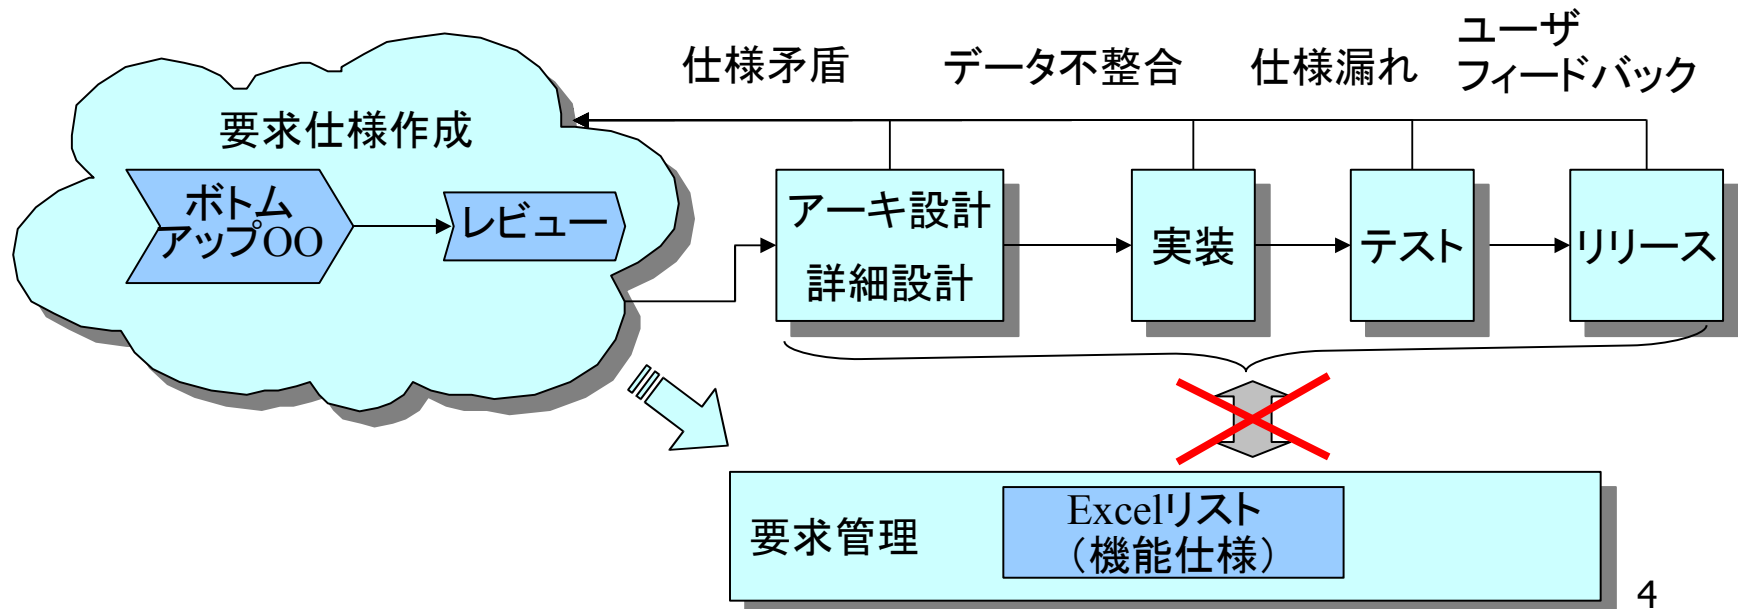 仕様矛盾
データ不整合
仕様漏れ
ユーザ
フィードバック
要求仕様作成
ボトム
アップOO
レビュー
アーキ設計
詳細設計
実装
テスト
リリース
要求管理
Excelリスト
（機能仕様）
4